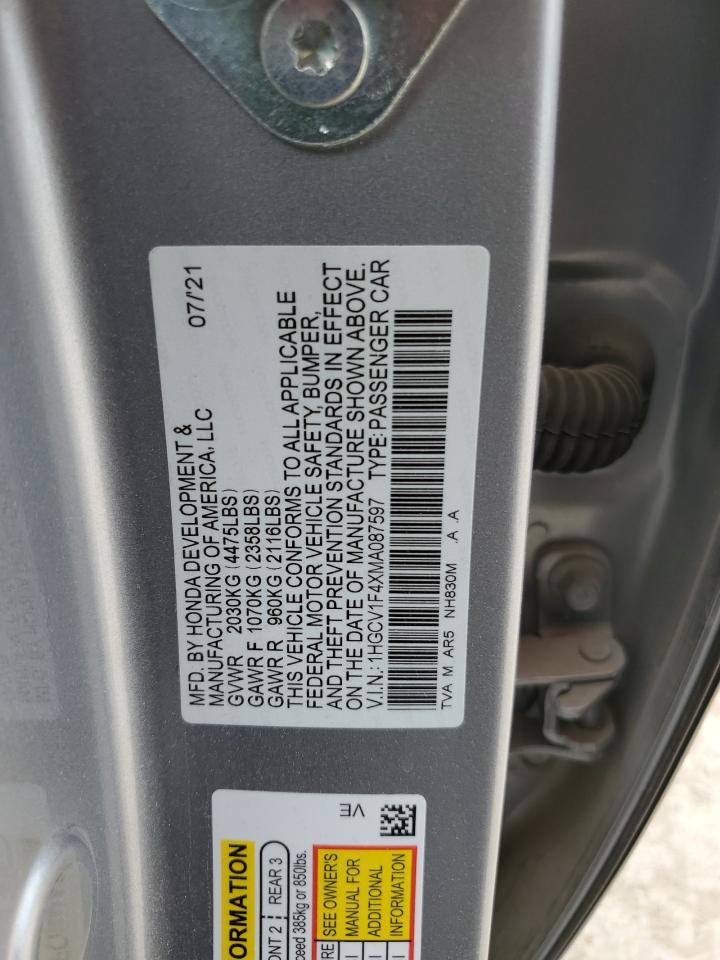 MFD. BY HONDA DEVELOPMENT &
MANUFACTURING OF AMERICA, LLC 07/'21
GVWR 2030KG (4475LBS)
GAWR F 1070KG (2358LBS)
GAWR R 960KG (2116LBS)
THIS VEHICLE CONFORMS TO ALL APPLICABLE
FEDERAL MOTOR VEHICLE SAFETY, BUMPER,
AND THEFT PREVENTION STANDARDS IN EFFECT
ON THE DATE OF MANUFACTURE SHOWN ABOVE.
V.I.N.: 1HGCV1F4XMA087597 TYPE: PASSENGER CAR
TVA M AR5 NH830M .A .A
ORMATION
ONT 2 REAR 3
ceed 385kg or 850lbs.
RE SEE OWNER'S
MANUAL FOR
ADDITIONAL
INFORMATION
VE